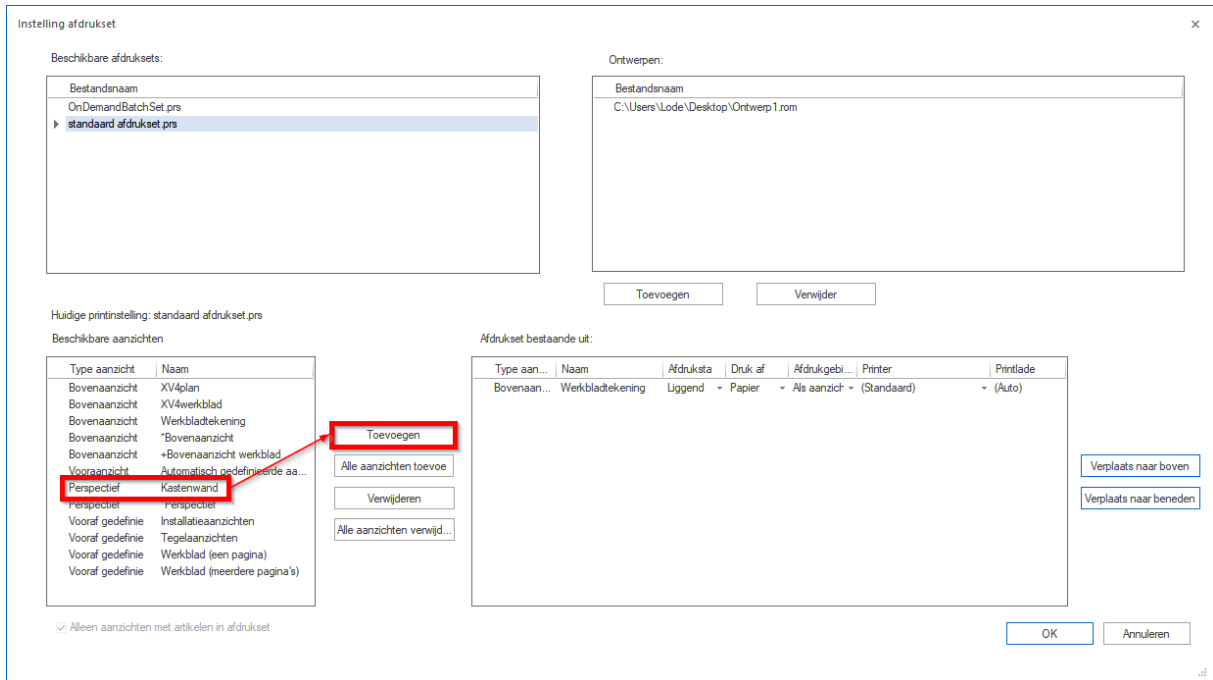 Instelling afdrukset
Beschikbare afdruksets:
Bestandsnaam
OnDemandBatchSet.prs
standaard afdrukset.prs
Ontwerpen:
Bestandsnaam
C:\Users\Lode\Desktop\Ontwerp1.rom
Toevoegen Verwijder
Huidige printinstelling: standaard afdrukset.prs
Beschikbare aanzichten
Type aanzicht Naam
Bovenaanzicht XV4plan
Bovenaanzicht XV4werkblad
Bovenaanzicht Werkbladtekening
Bovenaanzicht *Bovenaanzicht
Bovenaanzicht +Bovenaanzicht werkblad
Vooraanzicht Automatisch gedefinieerde aa...
Perspectief Kastenwand
Perspectief *Perspectief
Vooraf gedefinie Installatieaanzichten
Vooraf gedefinie Tegelaanzichten
Vooraf gedefinie Werkblad (een pagina)
Vooraf gedefinie Werkblad (meerdere pagina's)
Alleen aanzichten met artikelen in afdrukset
Toevoegen
Alle aanzichten toevoe
Verwijderen
Alle aanzichten verwijd...
Afdrukset bestaande uit:
Type aan... Naam Afdruksta Druk af Afdrukgebi... Printer Printlade
Bovenaan... Werkbladtekening Liggend Papier Als aanzich (Standaard) (Auto)
Verplaats naar boven
Verplaats naar beneden
OK Annuleren